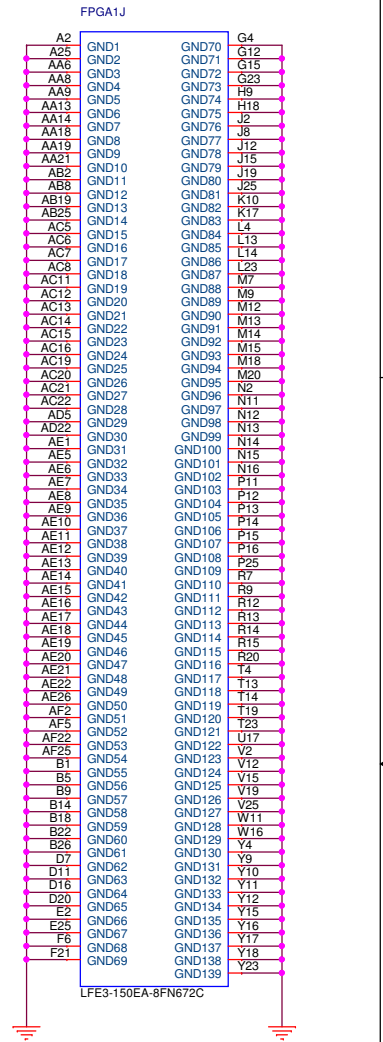 FPGA1J
A2 GND1 GND70 G4
A25 GND2 GND71 G12
AA6 GND3 GND72 G15
AA8 GND4 GND73 G23
AA9 GND5 GND74 H9
AA13 GND6 GND75 H18
AA14 GND7 GND76 J2
AA18 GND8 GND77 J8
AA19 GND9 GND78 J12
AA21 GND10 GND79 J15
AB2 GND11 GND80 J19
AB8 GND12 GND81 J25
AB19 GND13 GND82 K10
AB25 GND14 GND83 K17
AC5 GND15 GND84 L4
AC6 GND16 GND85 L13
AC7 GND17 GND86 L14
AC8 GND18 GND87 L23
AC11 GND19 GND88 M7
AC12 GND20 GND89 M9
AC13 GND21 GND90 M12
AC14 GND22 GND91 M13
AC15 GND23 GND92 M14
AC16 GND24 GND93 M15
AC19 GND25 GND94 M18
AC20 GND26 GND95 M20
AC21 GND27 GND96 N2
AC22 GND28 GND97 N11
AD5 GND29 GND98 N12
AD22 GND30 GND99 N13
AE1 GND31 GND100 N14
AE5 GND32 GND101 N15
AE6 GND33 GND102 N16
AE7 GND34 GND103 P11
AE8 GND35 GND104 P12
AE9 GND36 GND105 P13
AE10 GND37 GND106 P14
AE11 GND38 GND107 P15
AE12 GND39 GND108 P16
AE13 GND40 GND109 P25
AE14 GND41 GND110 R7
AE15 GND42 GND111 R9
AE16 GND43 GND112 R12
AE17 GND44 GND113 R13
AE18 GND45 GND114 R14
AE19 GND46 GND115 R15
AE20 GND47 GND116 R20
AE21 GND48 GND117 T4
AE22 GND49 GND118 T13
AE26 GND50 GND119 T14
AF2 GND51 GND120 T19
AF5 GND52 GND121 T23
AF22 GND53 GND122 U17
AF25 GND54 GND123 V2
B1 GND55 GND124 V12
B5 GND56 GND125 V15
B9 GND57 GND126 V19
B14 GND58 GND127 V25
B18 GND59 GND128 W11
B22 GND60 GND129 W16
B26 GND61 GND130 Y4
D7 GND62 GND131 Y9
D11 GND63 GND132 Y10
D16 GND64 GND133 Y11
D20 GND65 GND134 Y12
E2 GND66 GND135 Y15
E25 GND67 GND136 Y16
F6 GND68 GND137 Y17
F21 GND69 GND138 Y18
GND139 Y23
LFE3-150EA-8FN672C